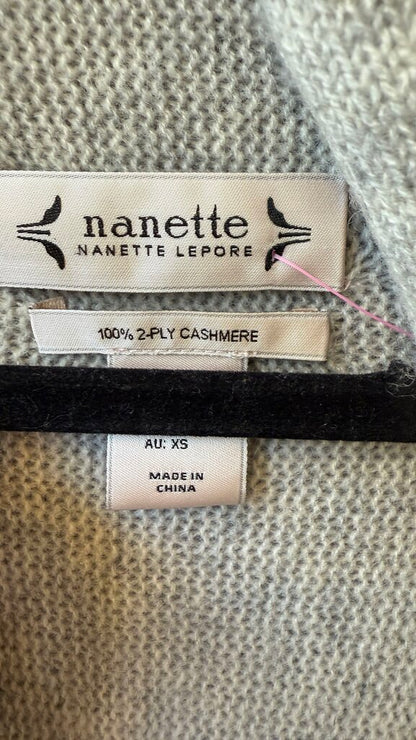 nanette
NANETTE LEPORE
100% 2-PLY CASHMERE
AU: XS
MADE IN
CHINA